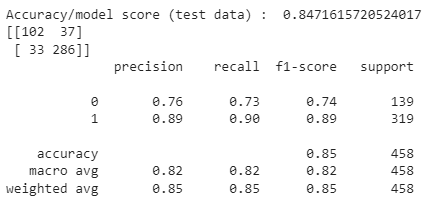 Accuracy/model score (test data) :  0.8471615720524017
[[102  37]
 [ 33 286]]
              precision    recall  f1-score   support

           0       0.76      0.73      0.74       139
           1       0.89      0.90      0.89       319

    accuracy                           0.85       458
   macro avg       0.82      0.82      0.82       458
weighted avg       0.85      0.85      0.85       458